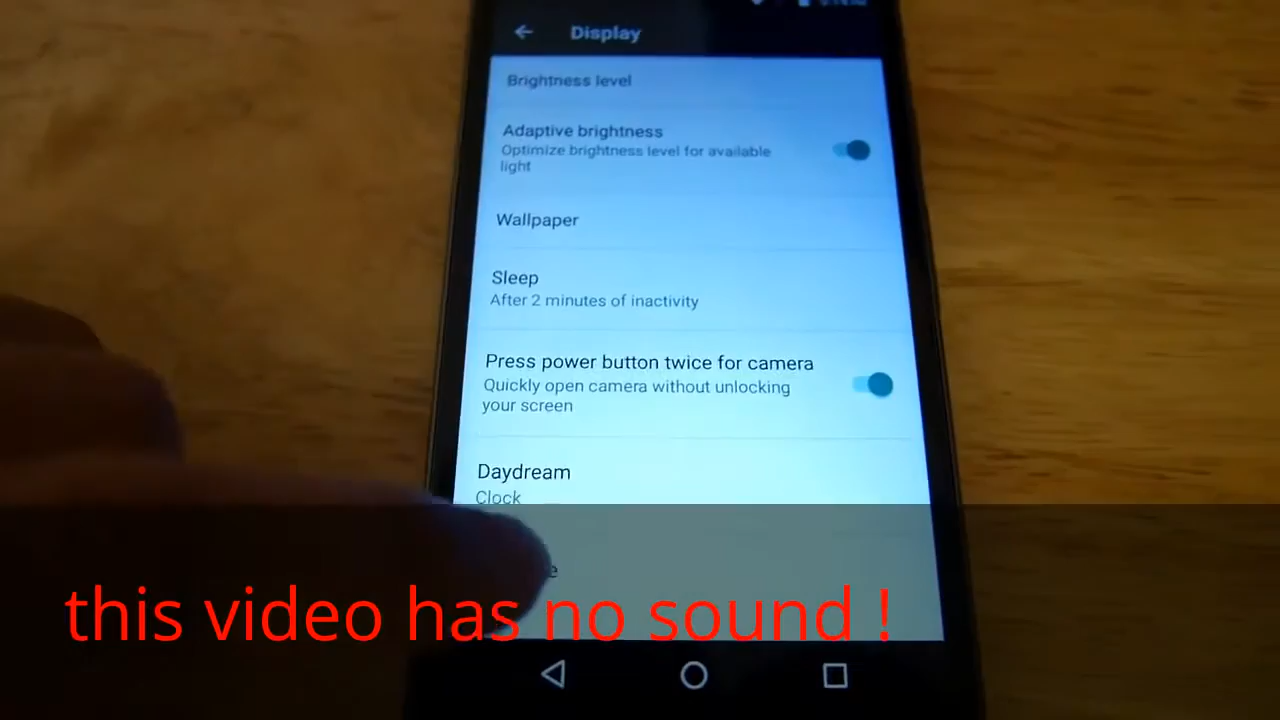 Display
Brightness level
Adaptive brightness
Optimize brightness level for available
light
Wallpaper
Sleep
After 2 minutes of inactivity
Press power button twice for camera
Quickly open camera without unlocking
your screen
Daydream
Clock
this video has no sound !